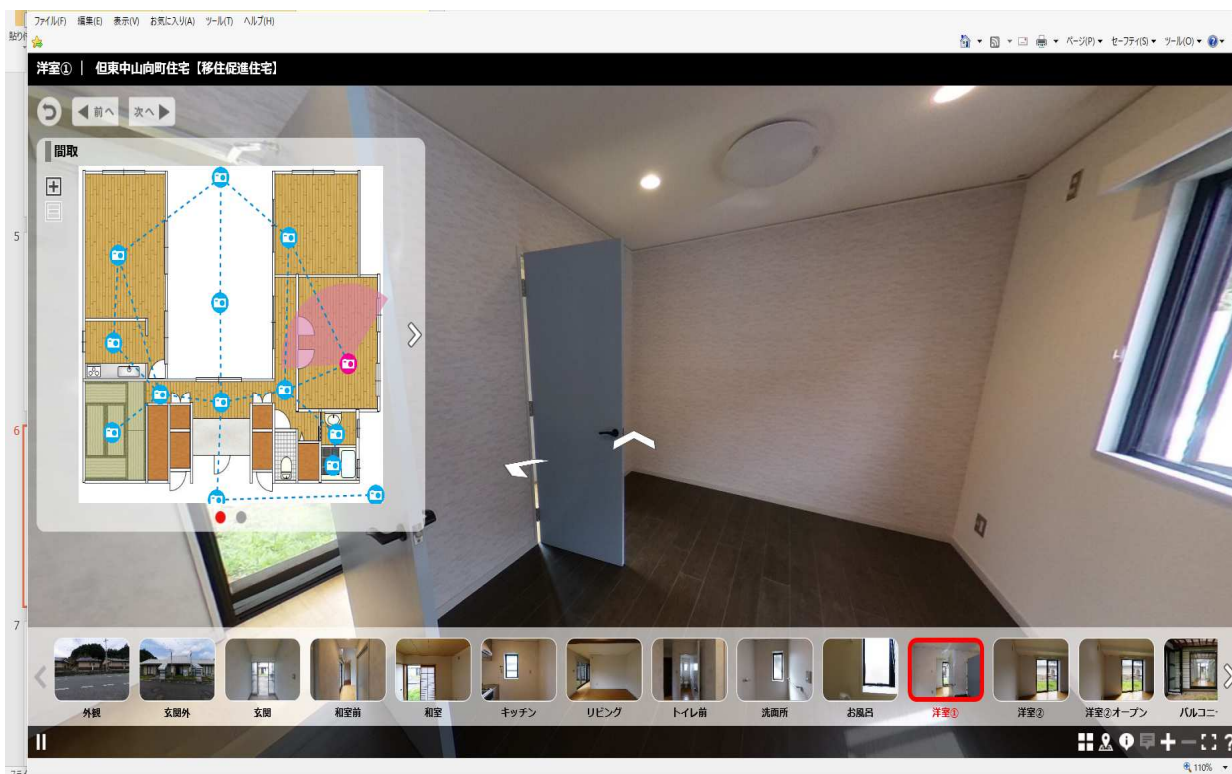 ファイル(F) 編集(E) 表示(V) お気に入り(A) ツール(T) ヘルプ(H)
ページ(P) セーフティ(S) ツール(O)
洋室① | 但東中山向町住宅【移住促進住宅】
前へ 次へ
間取
5
6
7
外観 玄関外 玄関 和室前 和室 キッチン リビング トイレ前 洗面所 お風呂 洋室① 洋室② 洋室②オープン バルコニー
110%